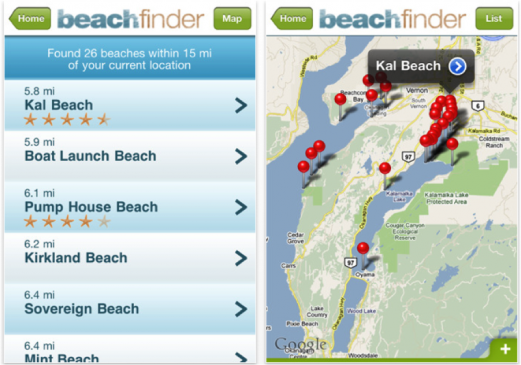 Home
beachfinder
Map
Found 26 beaches within 15 mi
of your current location
5.8 mi
Kal Beach
5.9 mi
Boat Launch Beach
6.1 mi
Pump House Beach
6.2 mi
Kirkland Beach
6.4 mi
Sovereign Beach
6.4 mi
Mint Beach
Home
beachfinder
List
Kal Beach
Vernon
Bay
South
Vernon
6
Kalamalka Rd
Coldstream
Ranch
97
Kalamalka
Lake
Kalamalka Lake
Protected Area
Cougar Canyon
Ecological
Reserve
Cedar
Grove
97
Carrs
Oyama
Lake
Country
Wood Lake
Pixie Beach
Google
Woodsdale
+